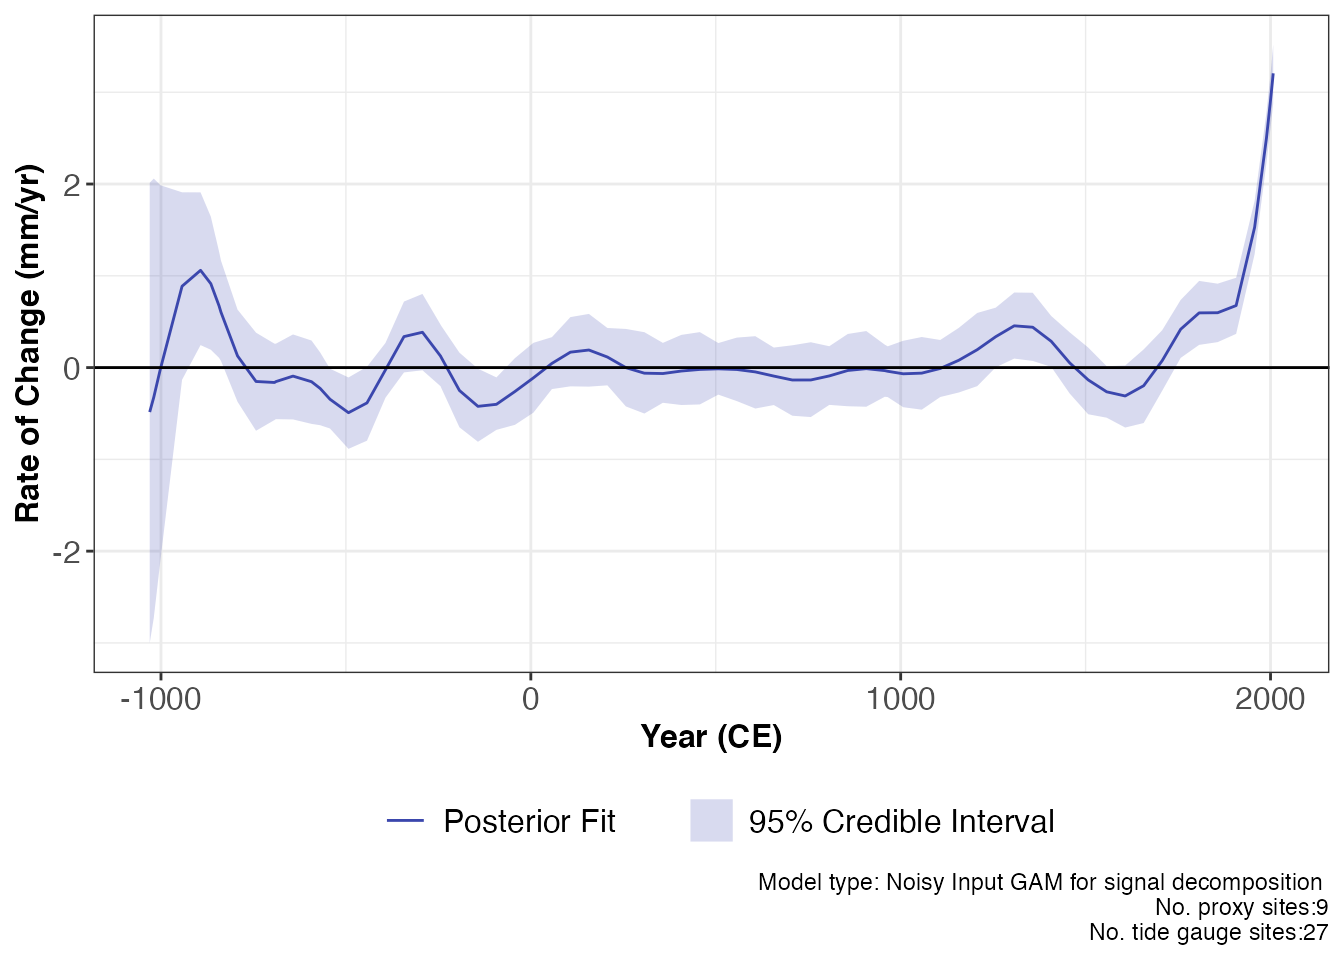 Rate of Change (mm/yr)
2
0
-2
-1000
0
1000
2000
Year (CE)
Posterior Fit
95% Credible Interval
Model type: Noisy Input GAM for signal decomposition
No. proxy sites:9
No. tide gauge sites:27